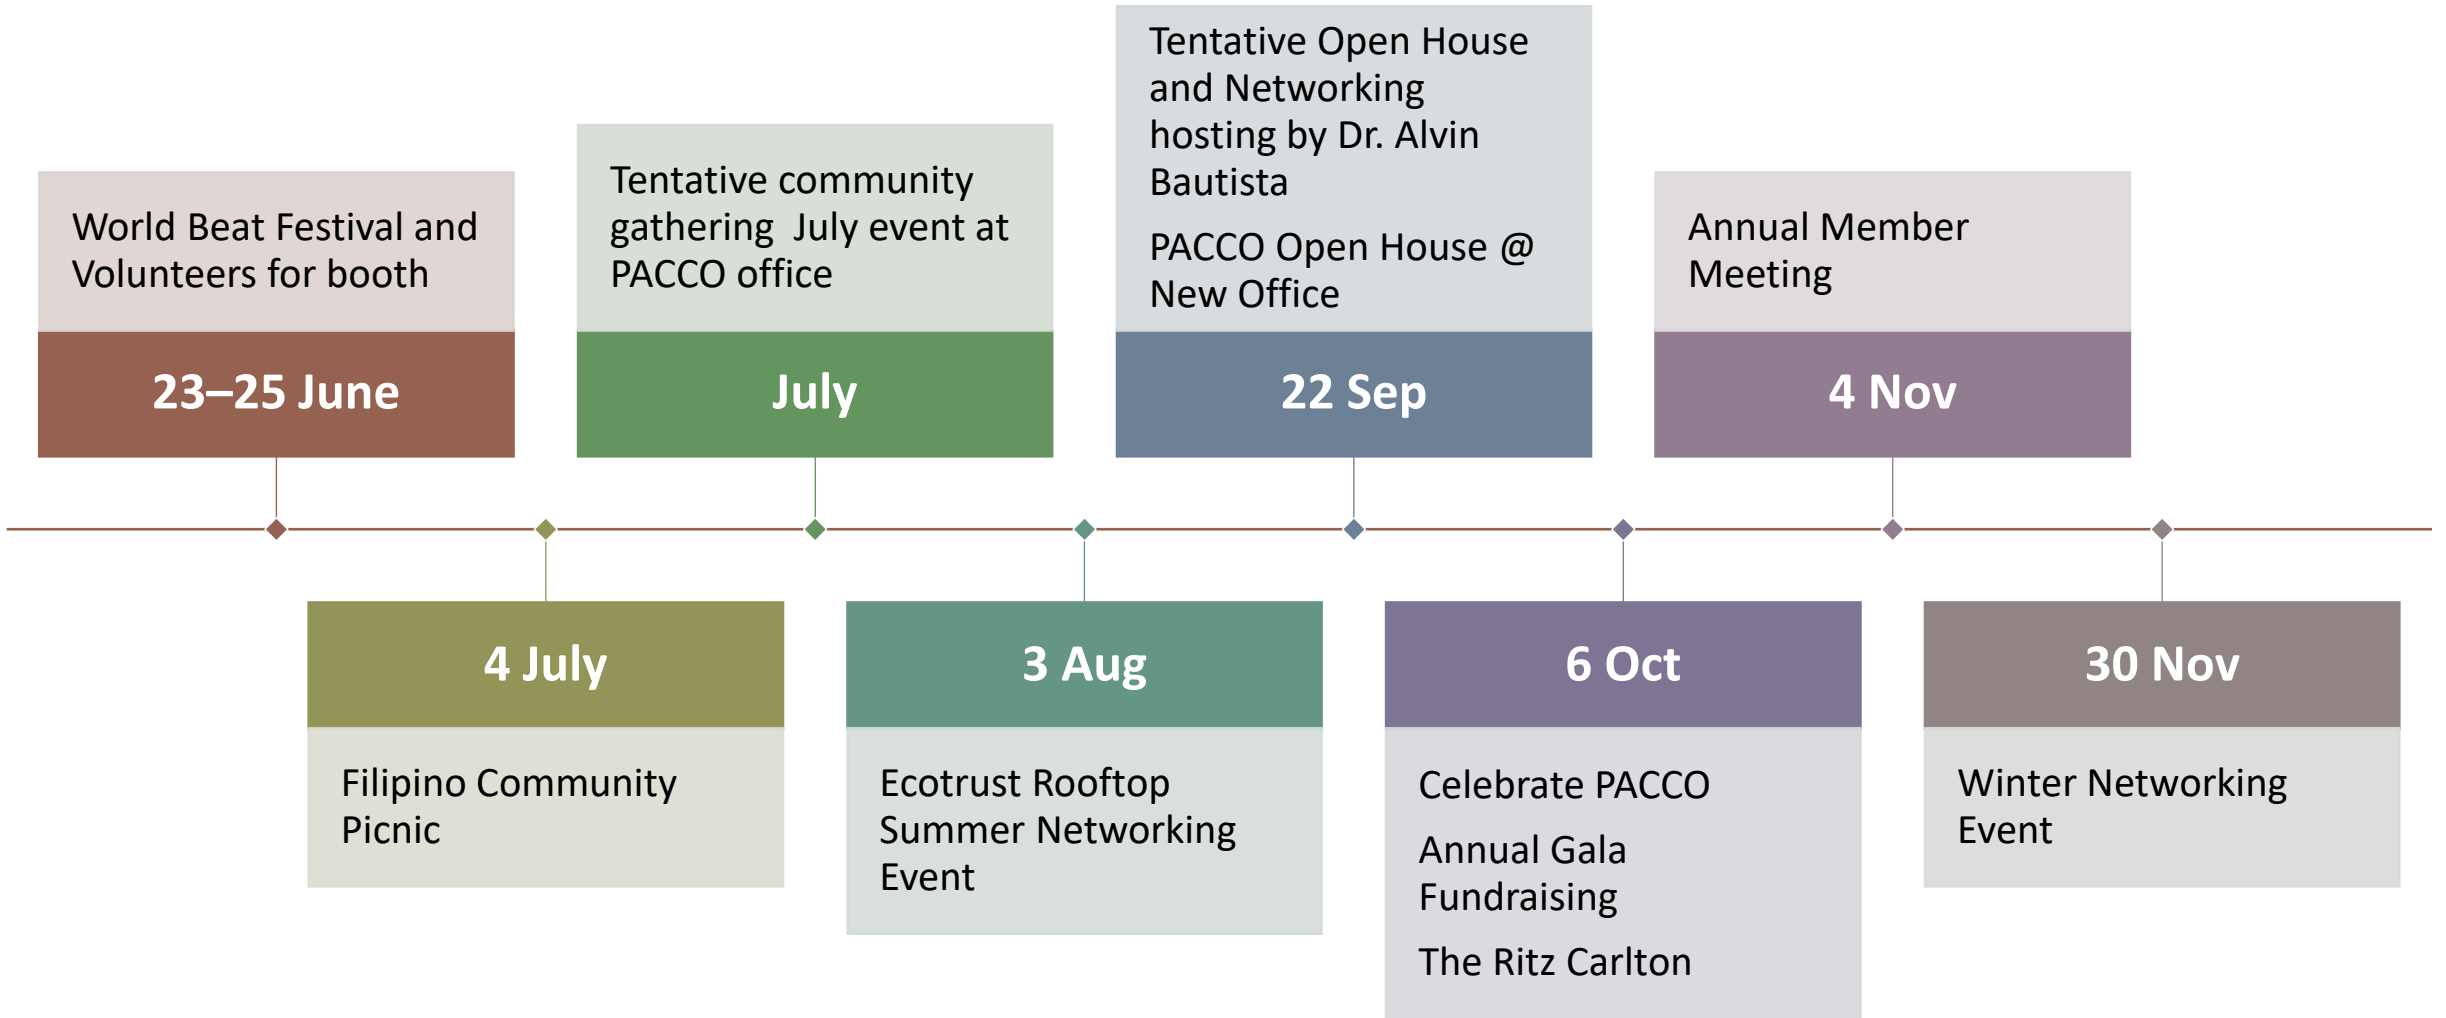 World Beat Festival and
Volunteers for booth
23–25 June
4 July
Filipino Community
Picnic
Tentative community
gathering  July event at
PACCO office
July
3 Aug
Ecotrust Rooftop
Summer Networking
Event
Tentative Open House
and Networking
hosting by Dr. Alvin
Bautista
PACCO Open House @
New Office
22 Sep
6 Oct
Celebrate PACCO
Annual Gala
Fundraising
The Ritz Carlton
Annual Member
Meeting
4 Nov
30 Nov
Winter Networking
Event